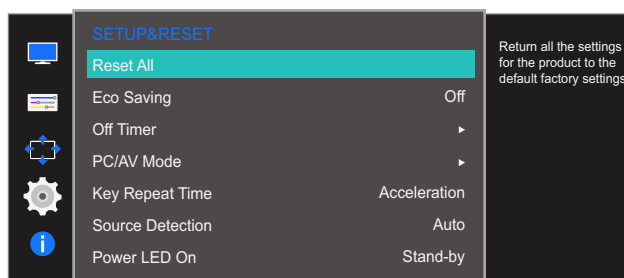 SETUP&RESET
Reset All
Eco Saving Off
Off Timer ▸
PC/AV Mode ▸
Key Repeat Time Acceleration
Source Detection Auto
Power LED On Stand-by
Return all the settings
for the product to the
default factory settings